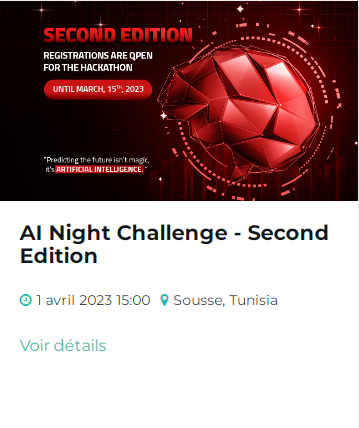 SECOND EDITION
REGISTRATIONS ARE OPEN
FOR THE HACKATHON
UNTIL MARCH, 15TH, 2023
"Predicting the future isn't magic,
it's ARTIFICIAL INTELLIGENCE."
AI Night Challenge - Second
Edition
1 avril 2023 15:00 Sousse, Tunisia
Voir détails